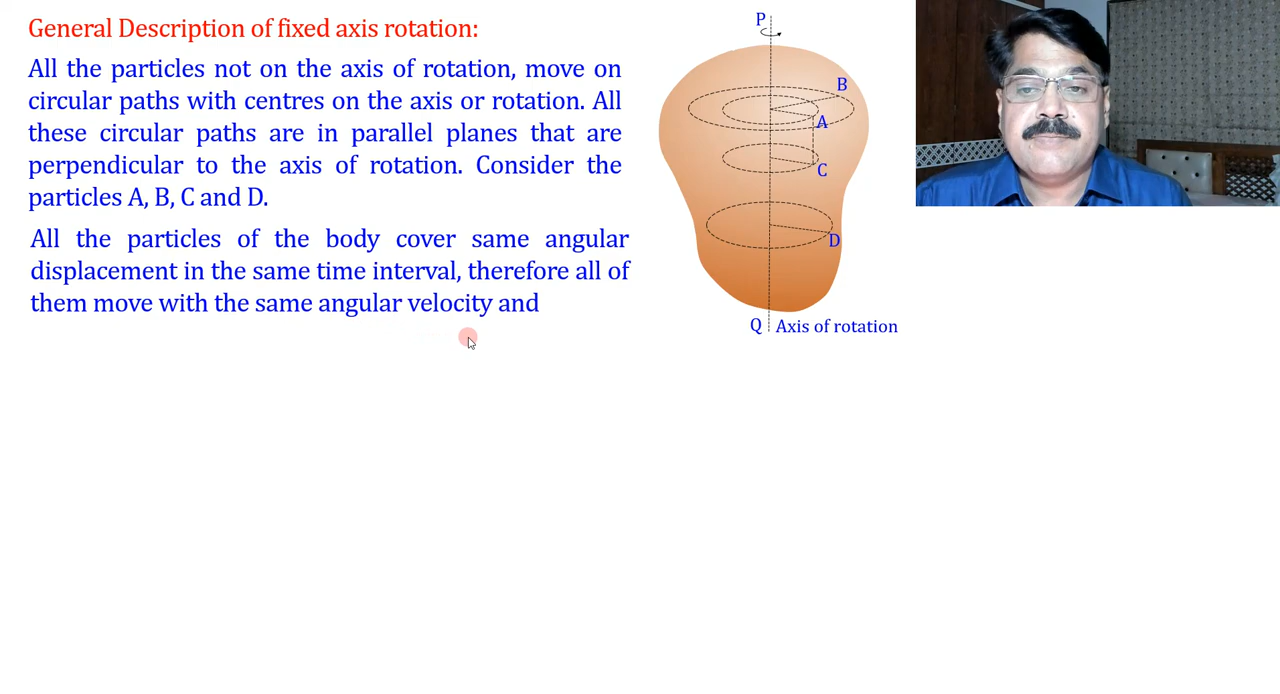 General Description of fixed axis rotation:
All the particles not on the axis of rotation, move on
circular paths with centres on the axis or rotation. All
these circular paths are in parallel planes that are
perpendicular to the axis of rotation. Consider the
particles A, B, C and D.
All the particles of the body cover same angular
displacement in the same time interval, therefore all of
them move with the same angular velocity and
P
B
A
C
D
Q Axis of rotation